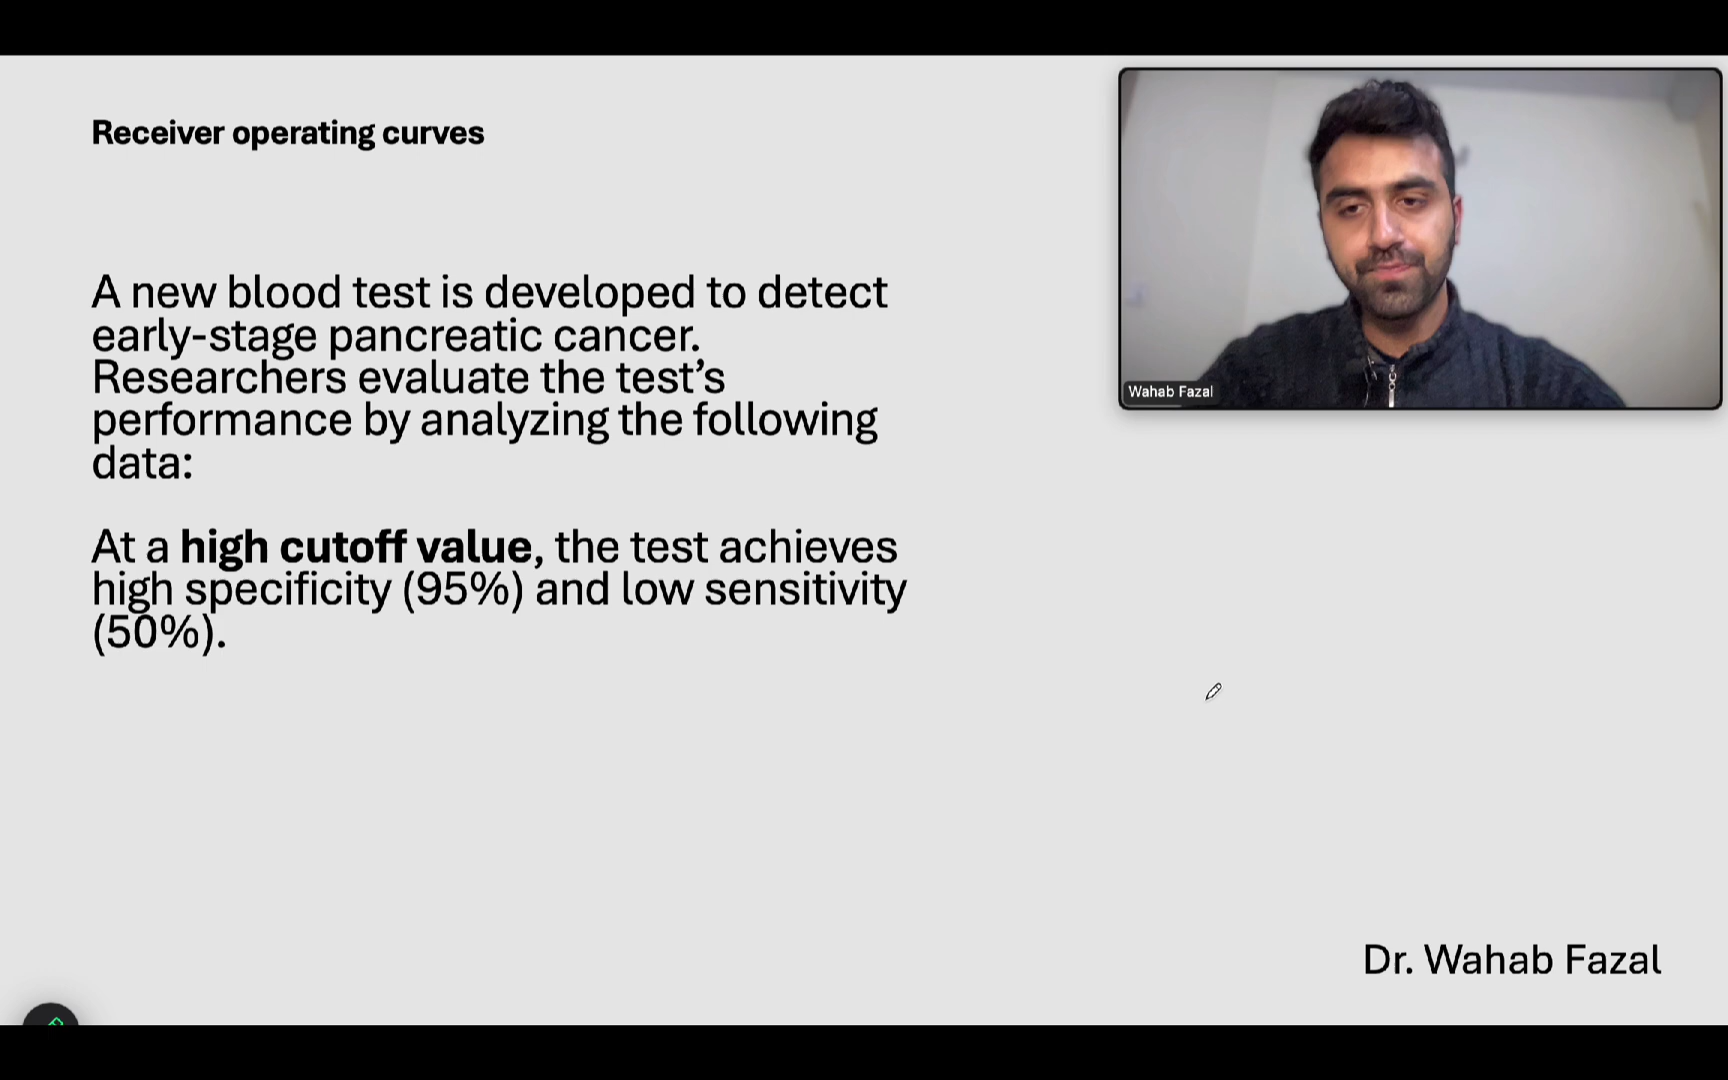 Receiver operating curves
A new blood test is developed to detect
early-stage pancreatic cancer.
Researchers evaluate the test’s
performance by analyzing the following
data:
At a high cutoff value, the test achieves
high specificity (95%) and low sensitivity
(50%).
Wahab Fazal
Dr. Wahab Fazal